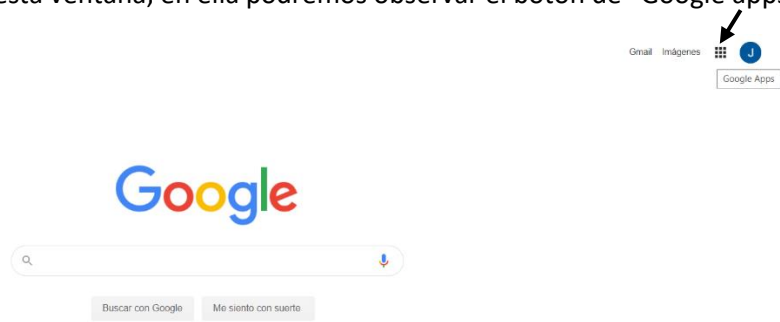 esta ventana, en ella podremos observar el botón de "Google apps
Gmail Imágenes J
Google Apps
Google
Buscar con Google Me siento con suerte